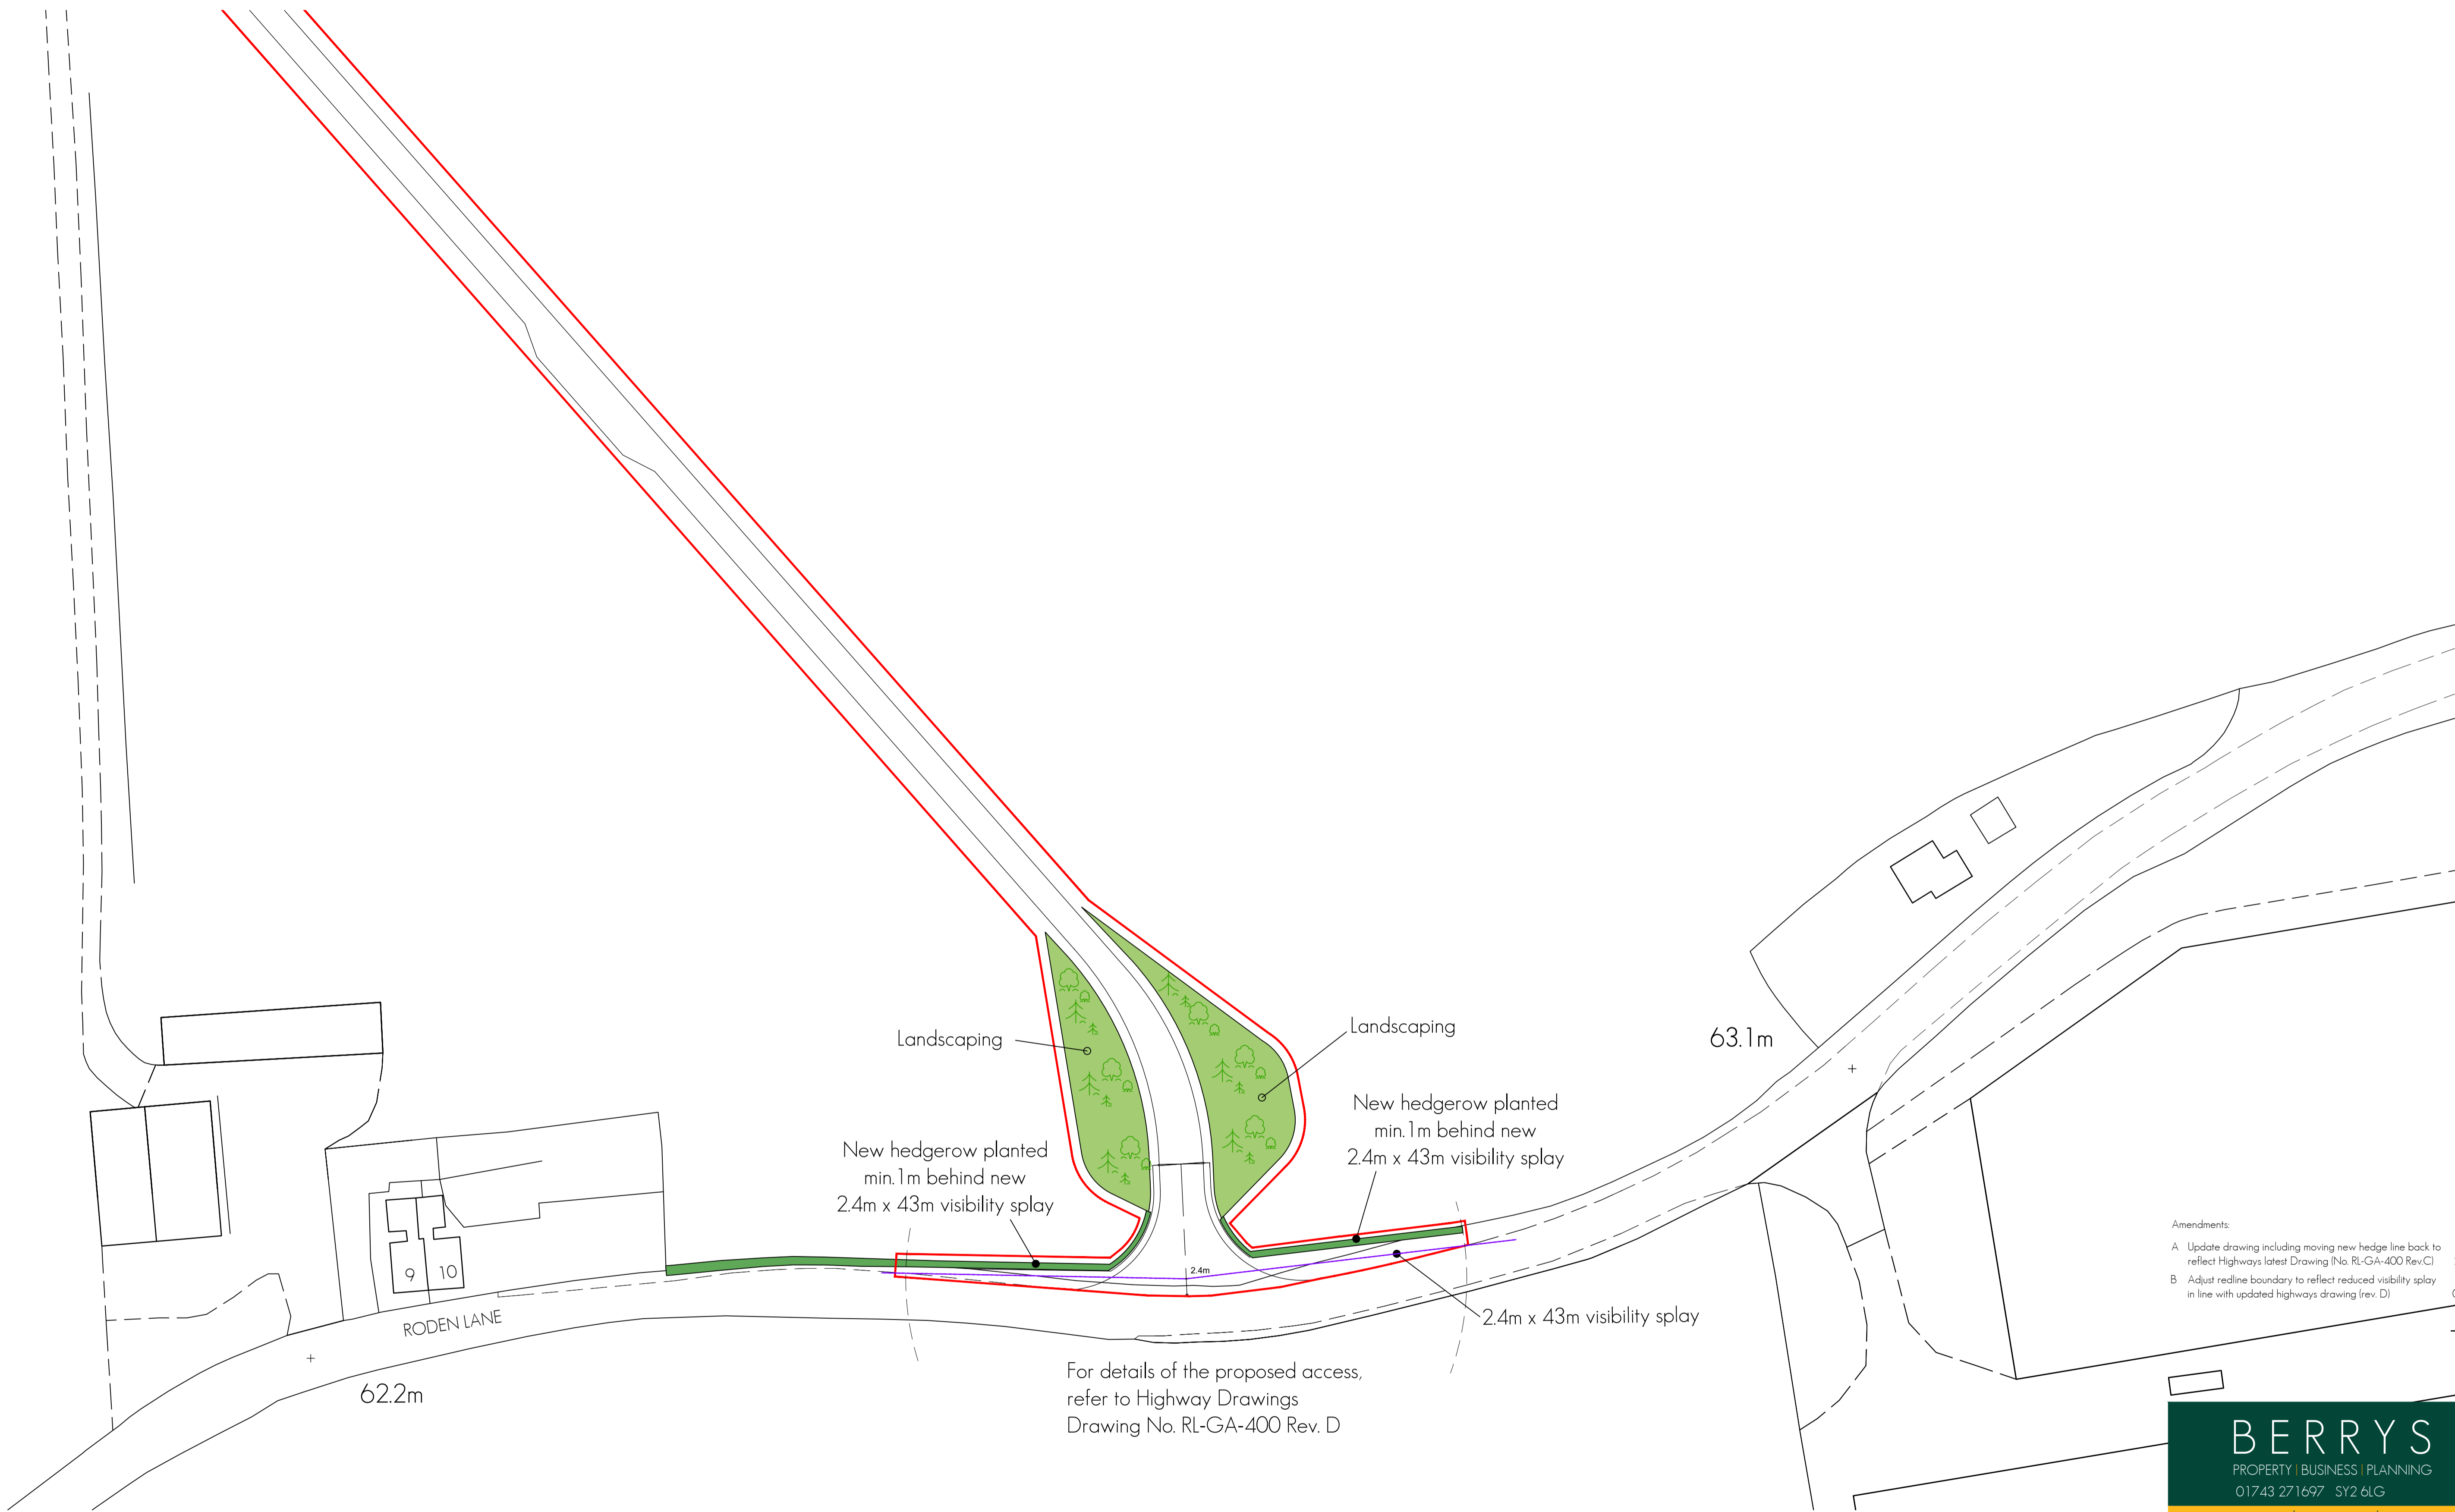 Landscaping
Landscaping
63.1m
New hedgerow planted
min.1m behind new
2.4m x 43m visibility splay
New hedgerow planted
min.1m behind new
2.4m x 43m visibility splay
9
10
2.4m
RODEN LANE
2.4m x 43m visibility splay
62.2m
For details of the proposed access,
refer to Highway Drawings
Drawing No. RL-GA-400 Rev. D
Amendments:
A Update drawing including moving new hedge line back to
reflect Highways latest Drawing (No. RL-GA-400 Rev.C)
B Adjust redline boundary to reflect reduced visibility splay
in line with updated highways drawing (rev. D)
BERRYS
PROPERTY | BUSINESS | PLANNING
01743 271697 SY2 6LG